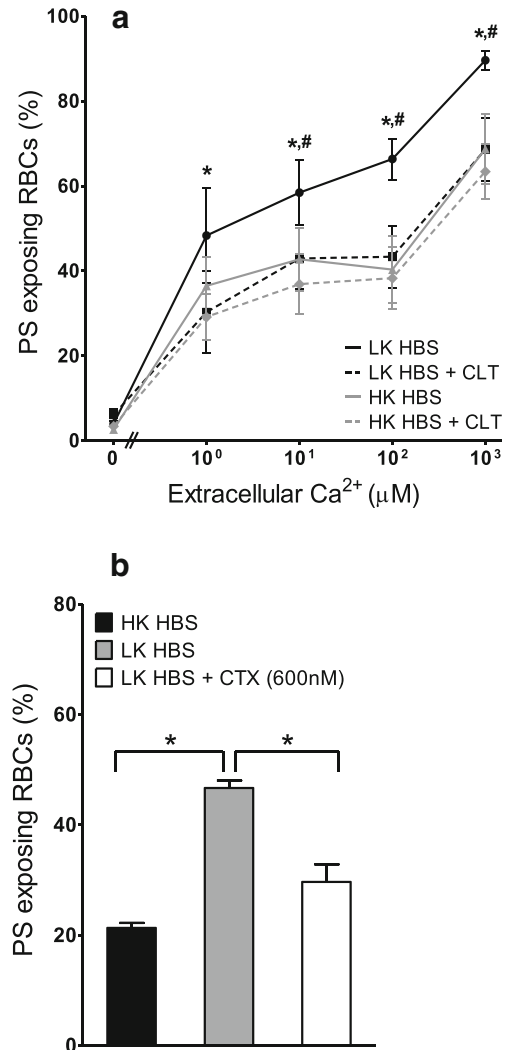 a
100
80
60
40
20
0
PS exposing RBCs (%)
*
*,#
*,#
*,#
LK HBS
LK HBS + CLT
HK HBS
HK HBS + CLT
0 10⁰ 10¹ 10² 10³
Extracellular Ca²⁺ (μM)
b
80
60
40
20
0
PS exposing RBCs (%)
HK HBS
LK HBS
LK HBS + CTX (600nM)
* *